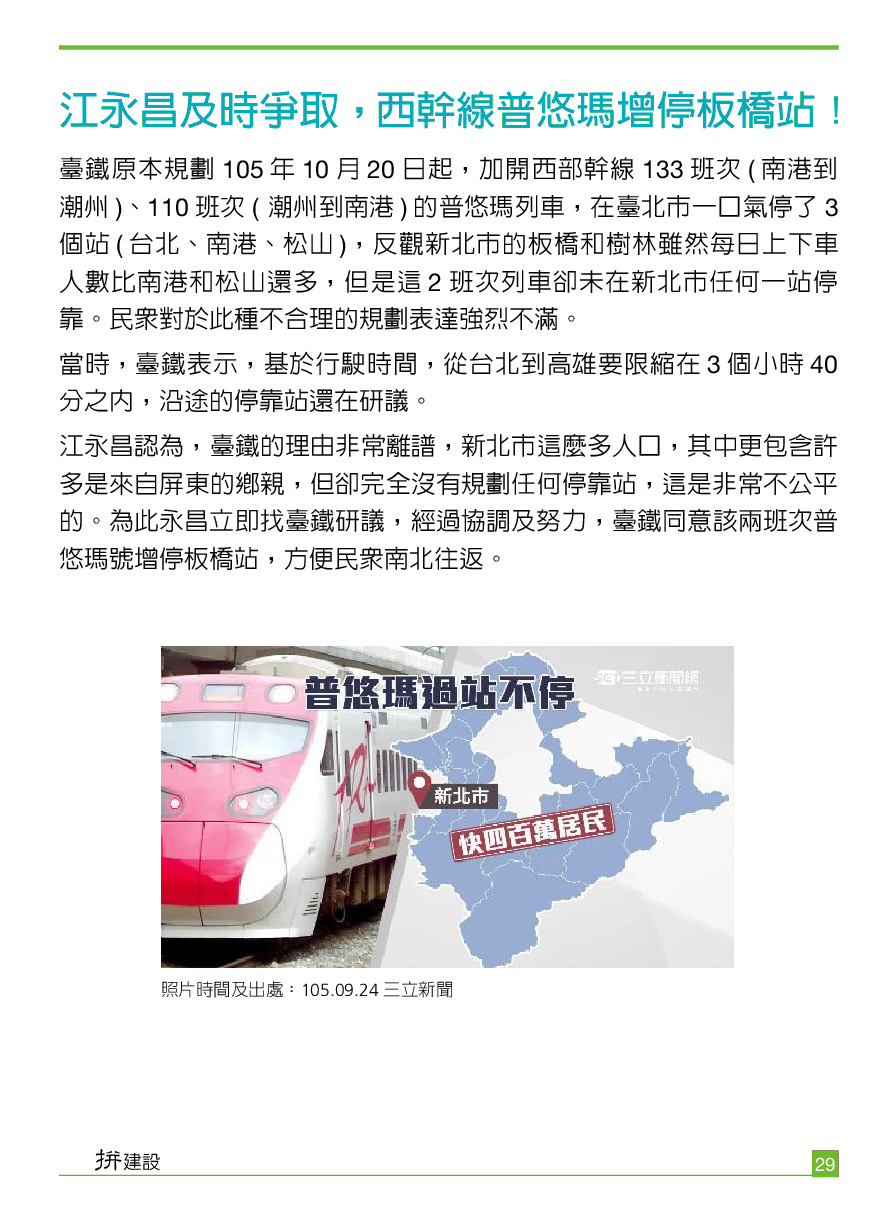 江永昌及時爭取，西幹線普悠瑪增停板橋站！
臺鐵原本規劃 105 年 10 月 20 日起，加開西部幹線 133 班次 ( 南港到
潮州 )、110 班次 ( 潮州到南港 ) 的普悠瑪列車，在臺北市一口氣停了 3
個站 ( 台北、南港、松山 )，反觀新北市的板橋和樹林雖然每日上下車
人數比南港和松山還多，但是這 2 班次列車卻未在新北市任何一站停
靠。民眾對於此種不合理的規劃表達強烈不滿。
當時，臺鐵表示，基於行駛時間，從台北到高雄要限縮在 3 個小時 40
分之內，沿途的停靠站還在研議。
江永昌認為，臺鐵的理由非常離譜，新北市這麼多人口，其中更包含許
多是來自屏東的鄉親，但卻完全沒有規劃任何停靠站，這是非常不公平
的。為此永昌立即找臺鐵研議，經過協調及努力，臺鐵同意該兩班次普
悠瑪號增停板橋站，方便民眾南北往返。
普悠瑪過站不停
三立新聞網
新北市
快四百萬居民
照片時間及出處：105.09.24 三立新聞
拚建設
29